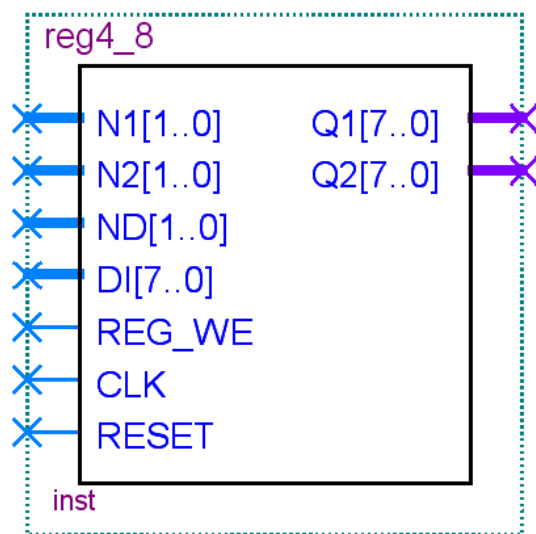 reg4_8
N1[1..0] Q1[7..0]
N2[1..0] Q2[7..0]
ND[1..0]
DI[7..0]
REG_WE
CLK
RESET
inst